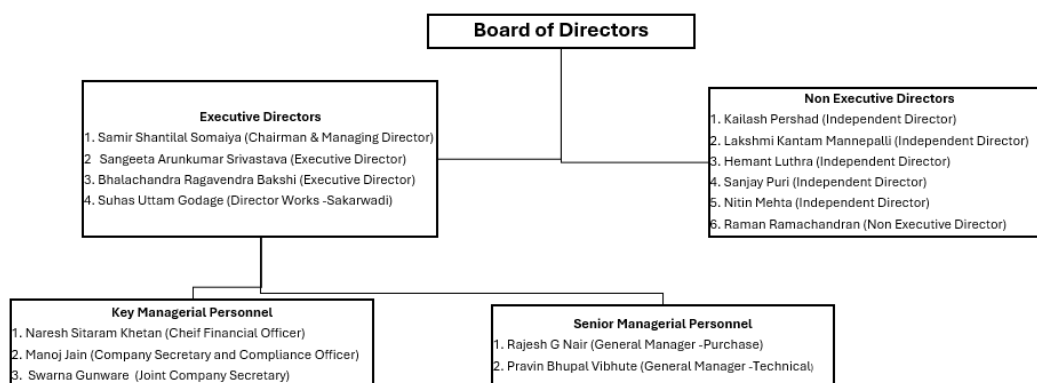 Board of Directors
Executive Directors
1. Samir Shantilal Somaiya (Chairman & Managing Director)
2 Sangeeta Arunkumar Srivastava (Executive Director)
3. Bhalachandra Ragavendra Bakshi (Executive Director)
4. Suhas Uttam Godage (Director Works -Sakarwadi)
Non Executive Directors
1. Kailash Pershad (Independent Director)
2. Lakshmi Kantam Mannepalli (Independent Director)
3. Hemant Luthra (Independent Director)
4. Sanjay Puri (Independent Director)
5. Nitin Mehta (Independent Director)
6. Raman Ramachandran (Non Executive Director)
Key Managerial Personnel
1. Naresh Sitaram Khetan (Cheif Financial Officer)
2. Manoj Jain (Company Secretary and Compliance Officer)
3. Swarna Gunware (Joint Company Secretary)
Senior Managerial Personnel
1. Rajesh G Nair (General Manager -Purchase)
2. Pravin Bhupal Vibhute (General Manager -Technical)